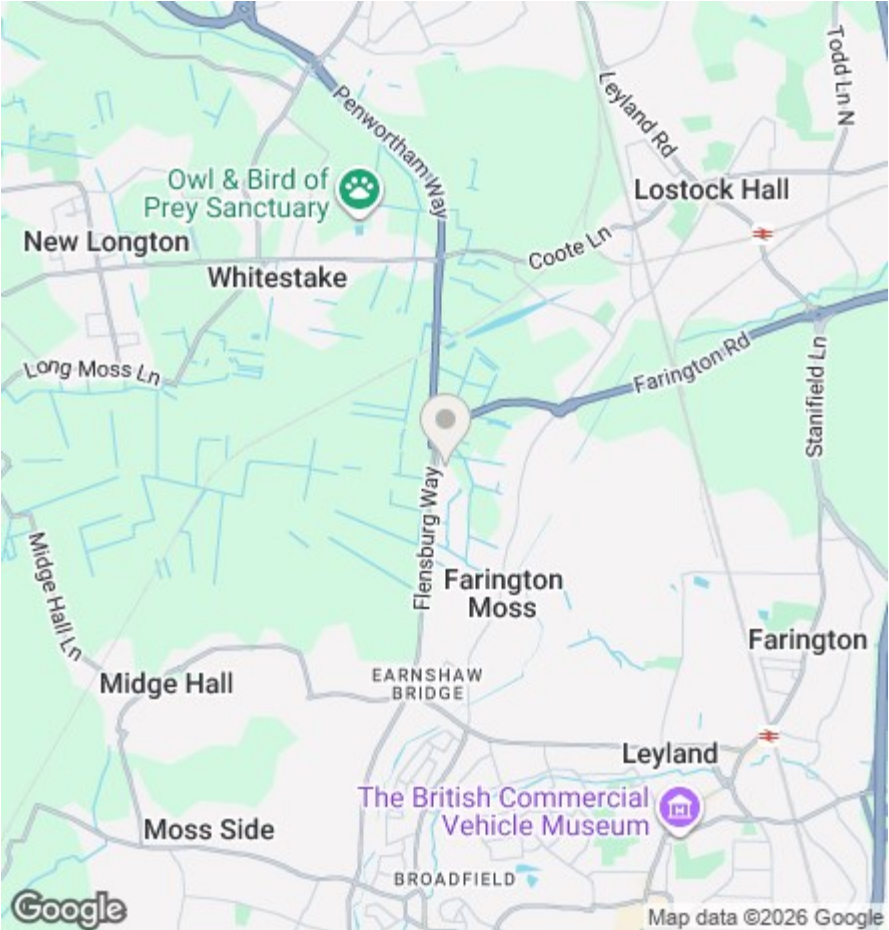 Todd Ln N
Leyland Rd
Penwortham Way
Owl & Bird of
Prey Sanctuary
Lostock Hall
New Longton
Coote Ln
Whitestake
Long Moss Ln
Farington Rd
Stanifield Ln
Flensburg Way
Midge Hall Ln
Farington
Moss
Farington
EARNSHAW
BRIDGE
Midge Hall
Leyland
The British Commercial
Vehicle Museum
Moss Side
BROADFIELD
Google
Map data ©2026 Google